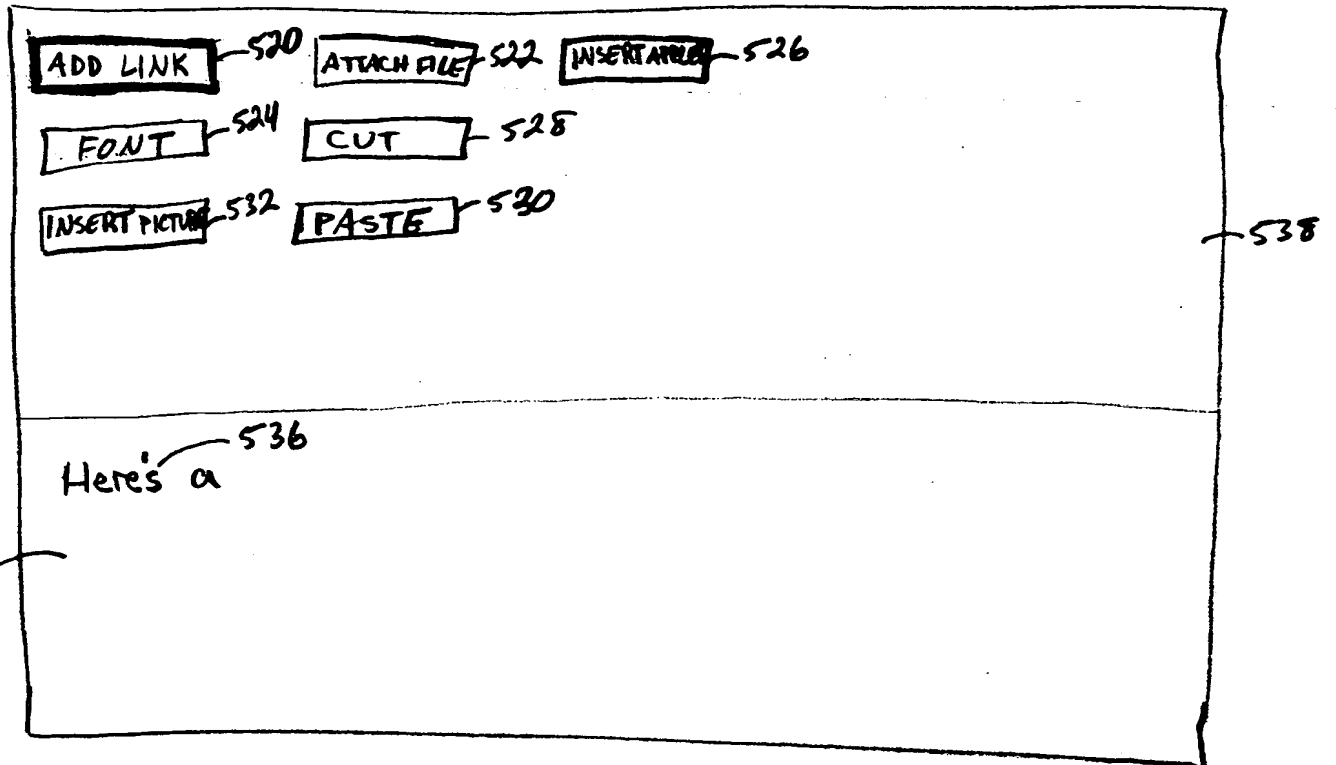 ADD LINK 520 ATTACH FILE 522 INSERT APPLET 526
FONT 524 CUT 528
INSERT PICTURE 532 PASTE 530
538
536
Here's a